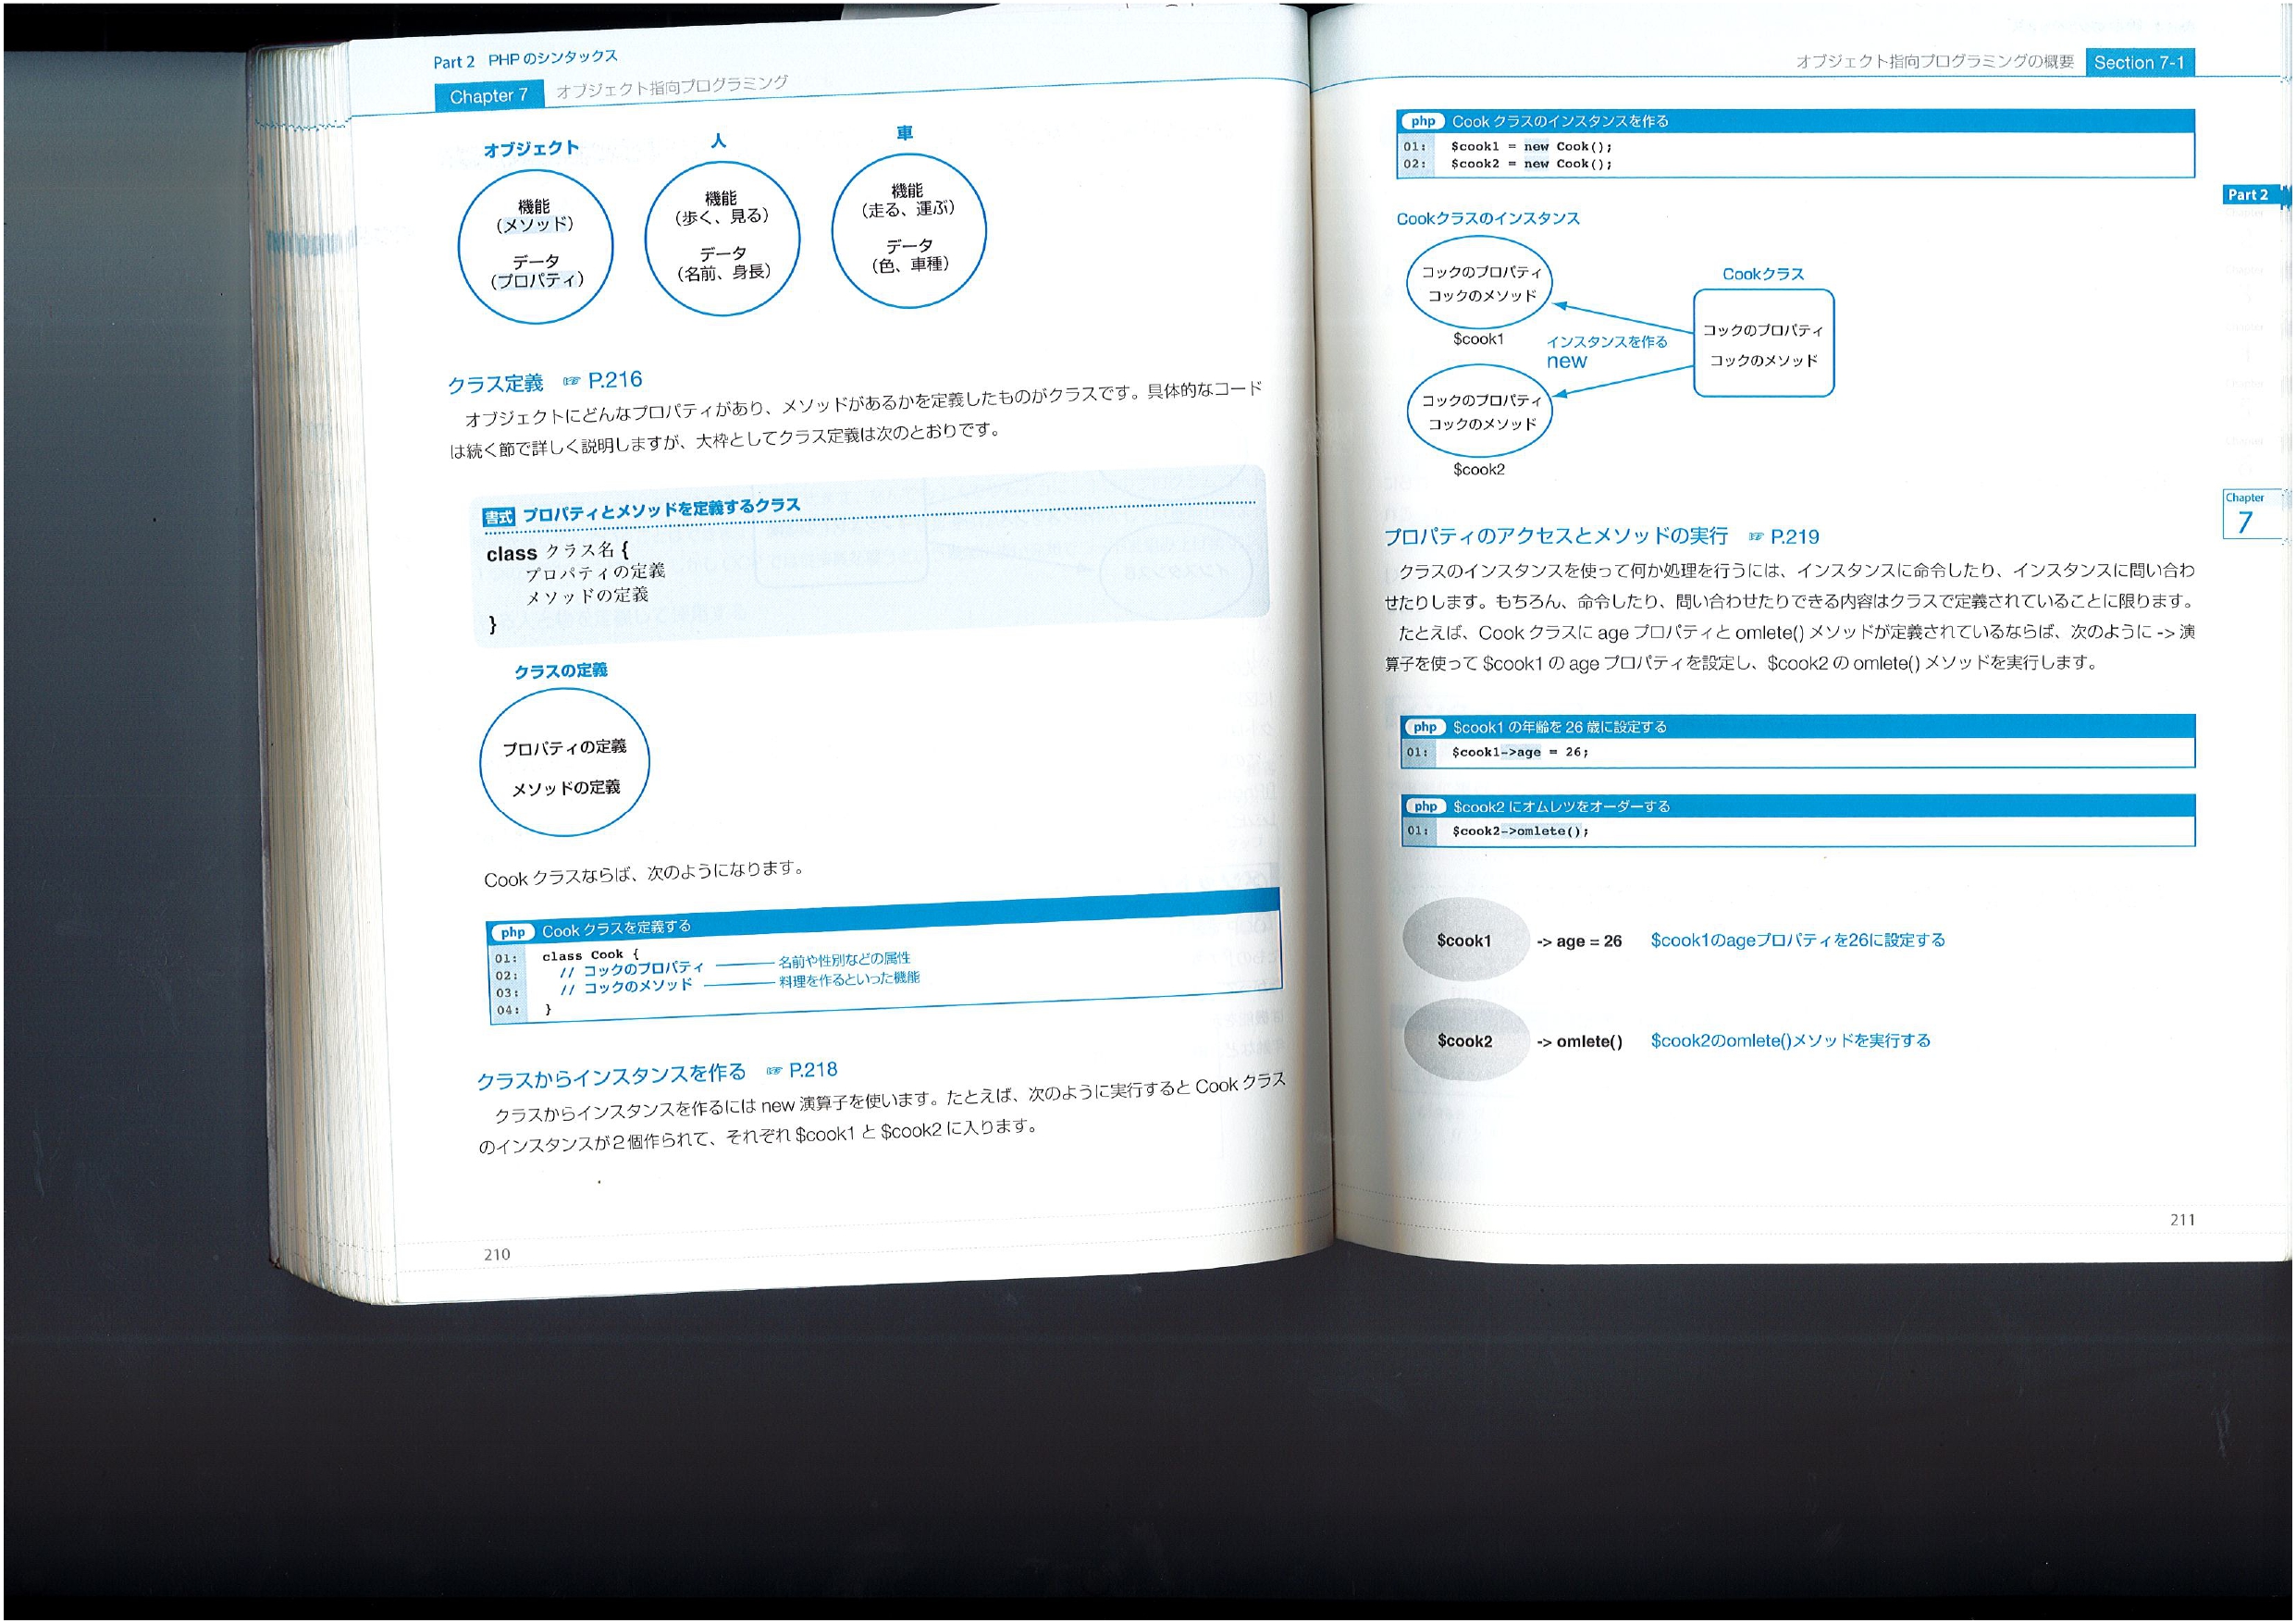 Part 2 PHPのシンタックス
Chapter 7 オブジェクト指向プログラミング
オブジェクト
機能
(メソッド)
データ
(プロパティ)
人
機能
(歩く、見る)
データ
(名前、身長)
車
機能
(走る、運ぶ)
データ
(色、車種)
クラス定義 ☞ P.216
オブジェクトにどんなプロパティがあり、メソッドがあるかを定義したものがクラスです。具体的なコード
は続く節で詳しく説明しますが、大枠としてクラス定義は次のとおりです。
書式 プロパティとメソッドを定義するクラス
class クラス名 {
プロパティの定義
メソッドの定義
}
クラスの定義
プロパティの定義
メソッドの定義
Cook クラスならば、次のようになります。
php Cook クラスを定義する
01: class Cook {
02: // コックのプロパティ 名前や性別などの属性
03: // コックのメソッド 料理を作るといった機能
04: }
クラスからインスタンスを作る ☞ P.218
クラスからインスタンスを作るには new 演算子を使います。たとえば、次のように実行すると Cook クラス
のインスタンスが2個作られて、それぞれ $cook1 と $cook2 に入ります。
210
オブジェクト指向プログラミングの概要 Section 7-1
php Cook クラスのインスタンスを作る
01: $cook1 = new Cook();
02: $cook2 = new Cook();
Part 2
Cookクラスのインスタンス
コックのプロパティ
コックのメソッド
$cook1
インスタンスを作る
new
Cookクラス
コックのプロパティ
コックのメソッド
コックのプロパティ
コックのメソッド
$cook2
Chapter
7
プロパティのアクセスとメソッドの実行 ☞ P.219
クラスのインスタンスを使って何か処理を行うには、インスタンスに命令したり、インスタンスに問い合わ
せたりします。もちろん、命令したり、問い合わせたりできる内容はクラスで定義されていることに限ります。
たとえば、Cook クラスに age プロパティと omlete() メソッドが定義されているならば、次のように -> 演
算子を使って $cook1 の age プロパティを設定し、$cook2 の omlete() メソッドを実行します。
php $cook1 の年齢を 26 歳に設定する
01: $cook1->age = 26;
php $cook2 にオムレツをオーダーする
01: $cook2->omlete();
$cook1 -> age = 26 $cook1のageプロパティを26に設定する
$cook2 -> omlete() $cook2のomlete()メソッドを実行する
211